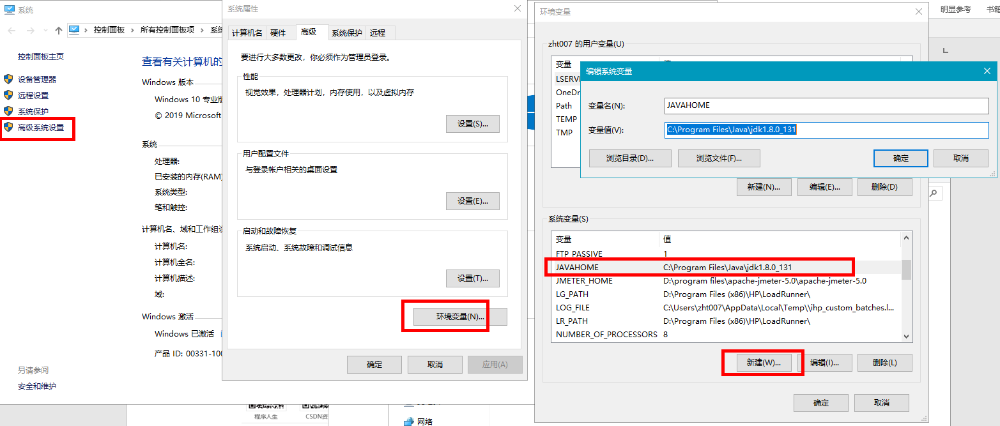 系统
控制面板
所有控制面板项
控制面板主页
设备管理器
远程设置
系统保护
高级系统设置
另请参阅
安全和维护
查看有关计算机的
Windows 版本
Windows 10 专业版
© 2019 Microsoft
系统
处理器:
已安装的内存(RAM)
系统类型:
笔和触控:
计算机名、域和工作组设
计算机名:
计算机全名:
计算机描述:
域:
Windows 激活
Windows 已激活
产品 ID: 00331-100
系统属性
计算机名
硬件
高级
系统保护
远程
要进行大多数更改，你必须作为管理员登录。
性能
视觉效果，处理器计划，内存使用，以及虚拟内存
设置(S)...
用户配置文件
与登录帐户相关的桌面设置
设置(E)...
启动和故障恢复
系统启动、系统故障和调试信息
设置(T)...
环境变量(N)...
确定
取消
应用(A)
程序人生
CSDN资
网络
环境变量
zht007 的用户变量(U)
变量
LSERV
OneDr
Path
TEMP
TMP
编辑系统变量
变量名(N):
JAVAHOME
变量值(V):
C:\Program Files\Java\jdk1.8.0_131
浏览目录(D)...
浏览文件(F)...
确定
取消
新建(N)...
编辑(E)...
删除(D)
系统变量(S)
变量 值
FTP_PASSIVE 1
JAVAHOME C:\Program Files\Java\jdk1.8.0_131
JMETER_HOME D:\program files\apache-jmeter-5.0\apache-jmeter-5.0
LG_PATH D:\Program Files (x86)\HP\LoadRunner\
LOG_FILE C:\Users\zht007\AppData\Local\Temp\\ihp_custom_batches.l...
LR_PATH D:\Program Files (x86)\HP\LoadRunner\
NUMBER_OF_PROCESSORS 8
新建(W)...
编辑(I)...
删除(L)
确定
取消
明显参考
书籍